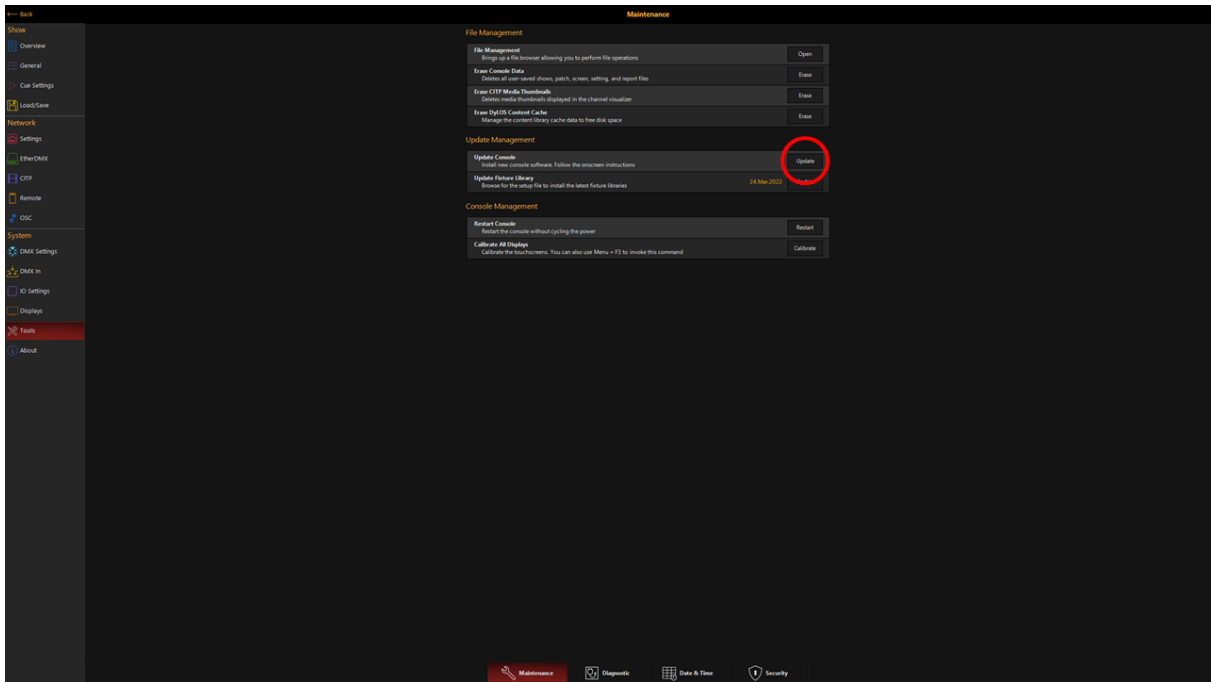 Back
Maintenance
Show
Overview
General
Cue Settings
Load/Save
Network
Settings
EtherDMX
CITP
Remote
OSC
System
DMX Settings
DMX In
IO Settings
Displays
Tools
About
File Management
File Management
Brings up a file browser allowing you to perform file operations
Open
Erase Console Data
Deletes all user-saved shows, patch, screen, setting, and report files
Erase
Erase CITP Media Thumbnails
Deletes media thumbnails displayed in the channel visualizer
Erase
Erase DyLOS Content Cache
Manage the content library cache data to free disk space
Erase
Update Management
Update Console
Install new console software. Follow the onscreen instructions
Update
Update Fixture Library
Browse for the setup file to install the latest fixture libraries
24.Mar.2022
Console Management
Restart Console
Restart the console without cycling the power
Restart
Calibrate All Displays
Calibrate the touchscreens. You can also use Menu + F3 to invoke this command
Calibrate
Maintenance
Diagnostic
Date & Time
Security